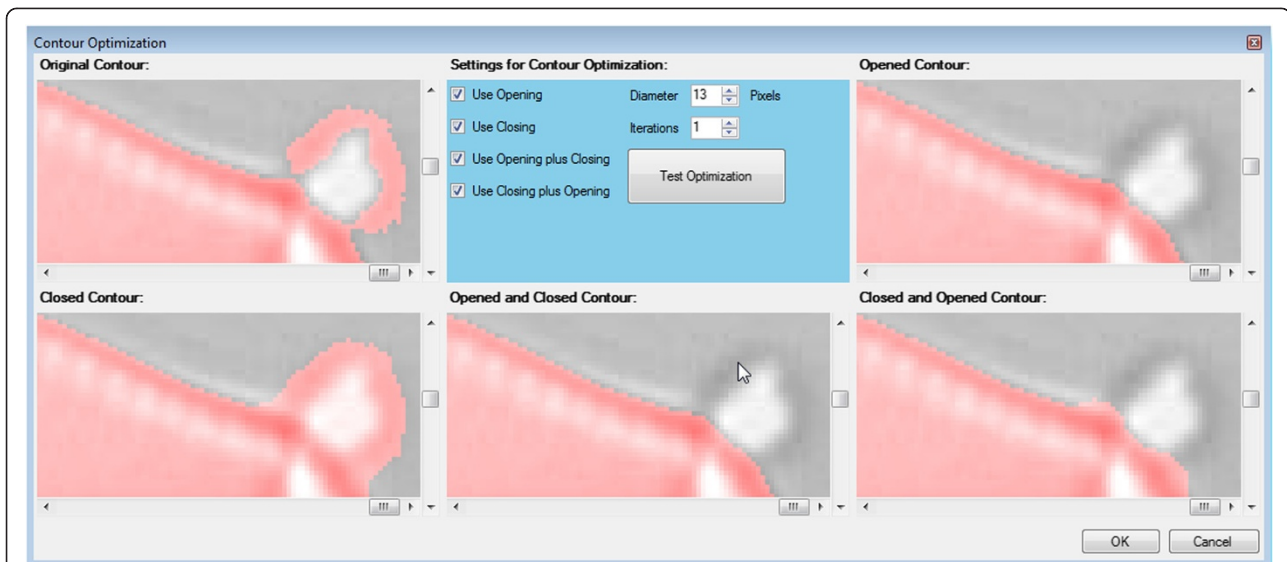 Contour Optimization
Original Contour:
Settings for Contour Optimization:
Opened Contour:
Use Opening
Diameter 13 Pixels
Use Closing
Iterations 1
Use Opening plus Closing
Test Optimization
Use Closing plus Opening
Closed Contour:
Opened and Closed Contour:
Closed and Opened Contour:
OK
Cancel